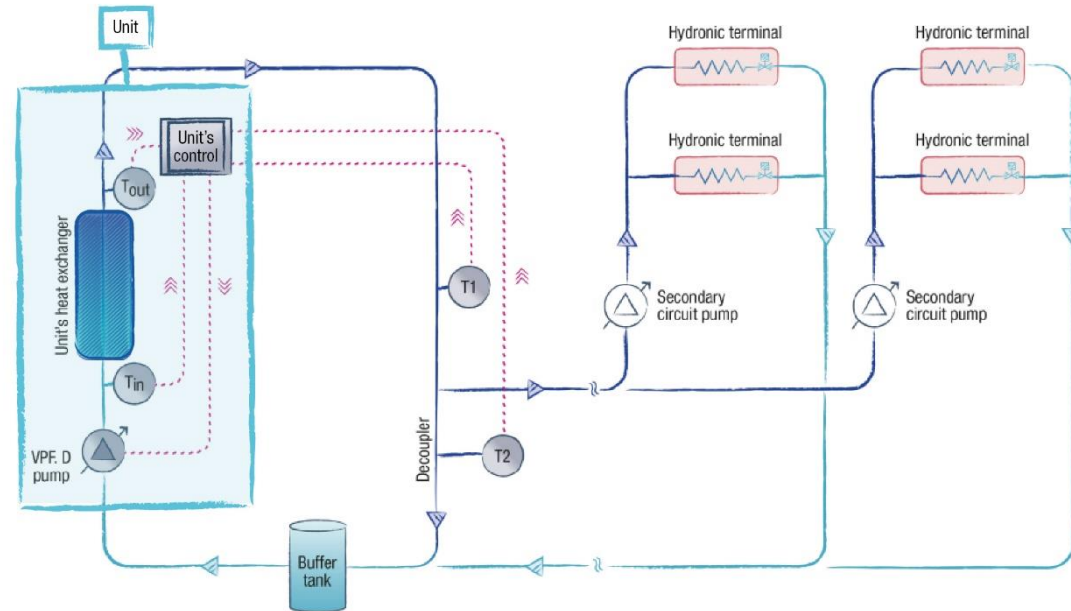 Unit
Unit's
control
Tout
Unit's heat exchanger
Tin
VPF. D
pump
T1
T2
Decoupler
Buffer
tank
Hydronic terminal
Hydronic terminal
Hydronic terminal
Hydronic terminal
Secondary
circuit pump
Secondary
circuit pump